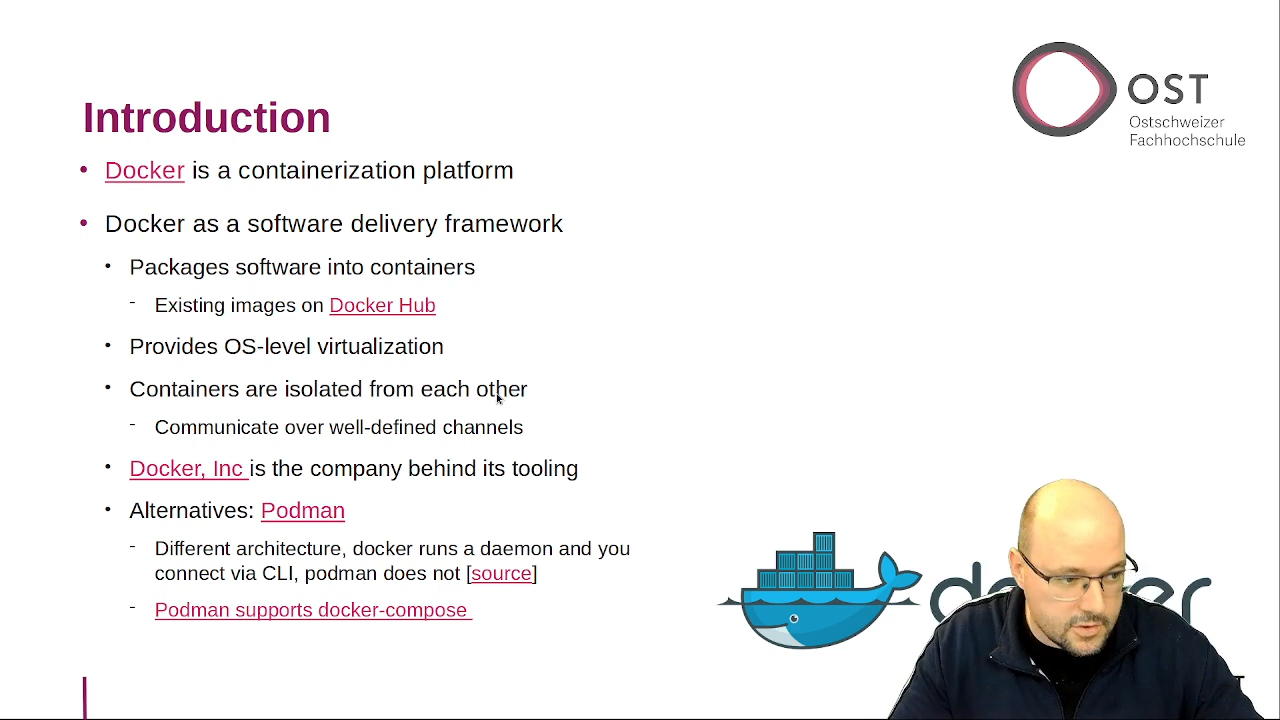 OST
Ostschweizer
Fachhochschule
Introduction
• Docker is a containerization platform
• Docker as a software delivery framework
• Packages software into containers
- Existing images on Docker Hub
• Provides OS-level virtualization
• Containers are isolated from each other
- Communicate over well-defined channels
• Docker, Inc is the company behind its tooling
• Alternatives: Podman
- Different architecture, docker runs a daemon and you
connect via CLI, podman does not [source]
- Podman supports docker-compose